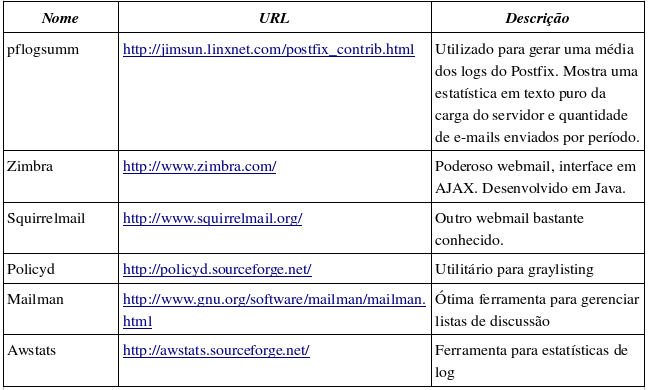 Nome URL Descrição
pflogsumm http://jimsun.linxnet.com/postfix_contrib.html Utilizado para gerar uma média
dos logs do Postfix. Mostra uma
estatística em texto puro da
carga do servidor e quantidade
de e-mails enviados por período.
Zimbra http://www.zimbra.com/ Poderoso webmail, interface em
AJAX. Desenvolvido em Java.
Squirrelmail http://www.squirrelmail.org/ Outro webmail bastante
conhecido.
Policyd http://policyd.sourceforge.net/ Utilitário para graylisting
Mailman http://www.gnu.org/software/mailman/mailman. Ótima ferramenta para gerenciar
html listas de discussão
Awstats http://awstats.sourceforge.net/ Ferramenta para estatísticas de
log